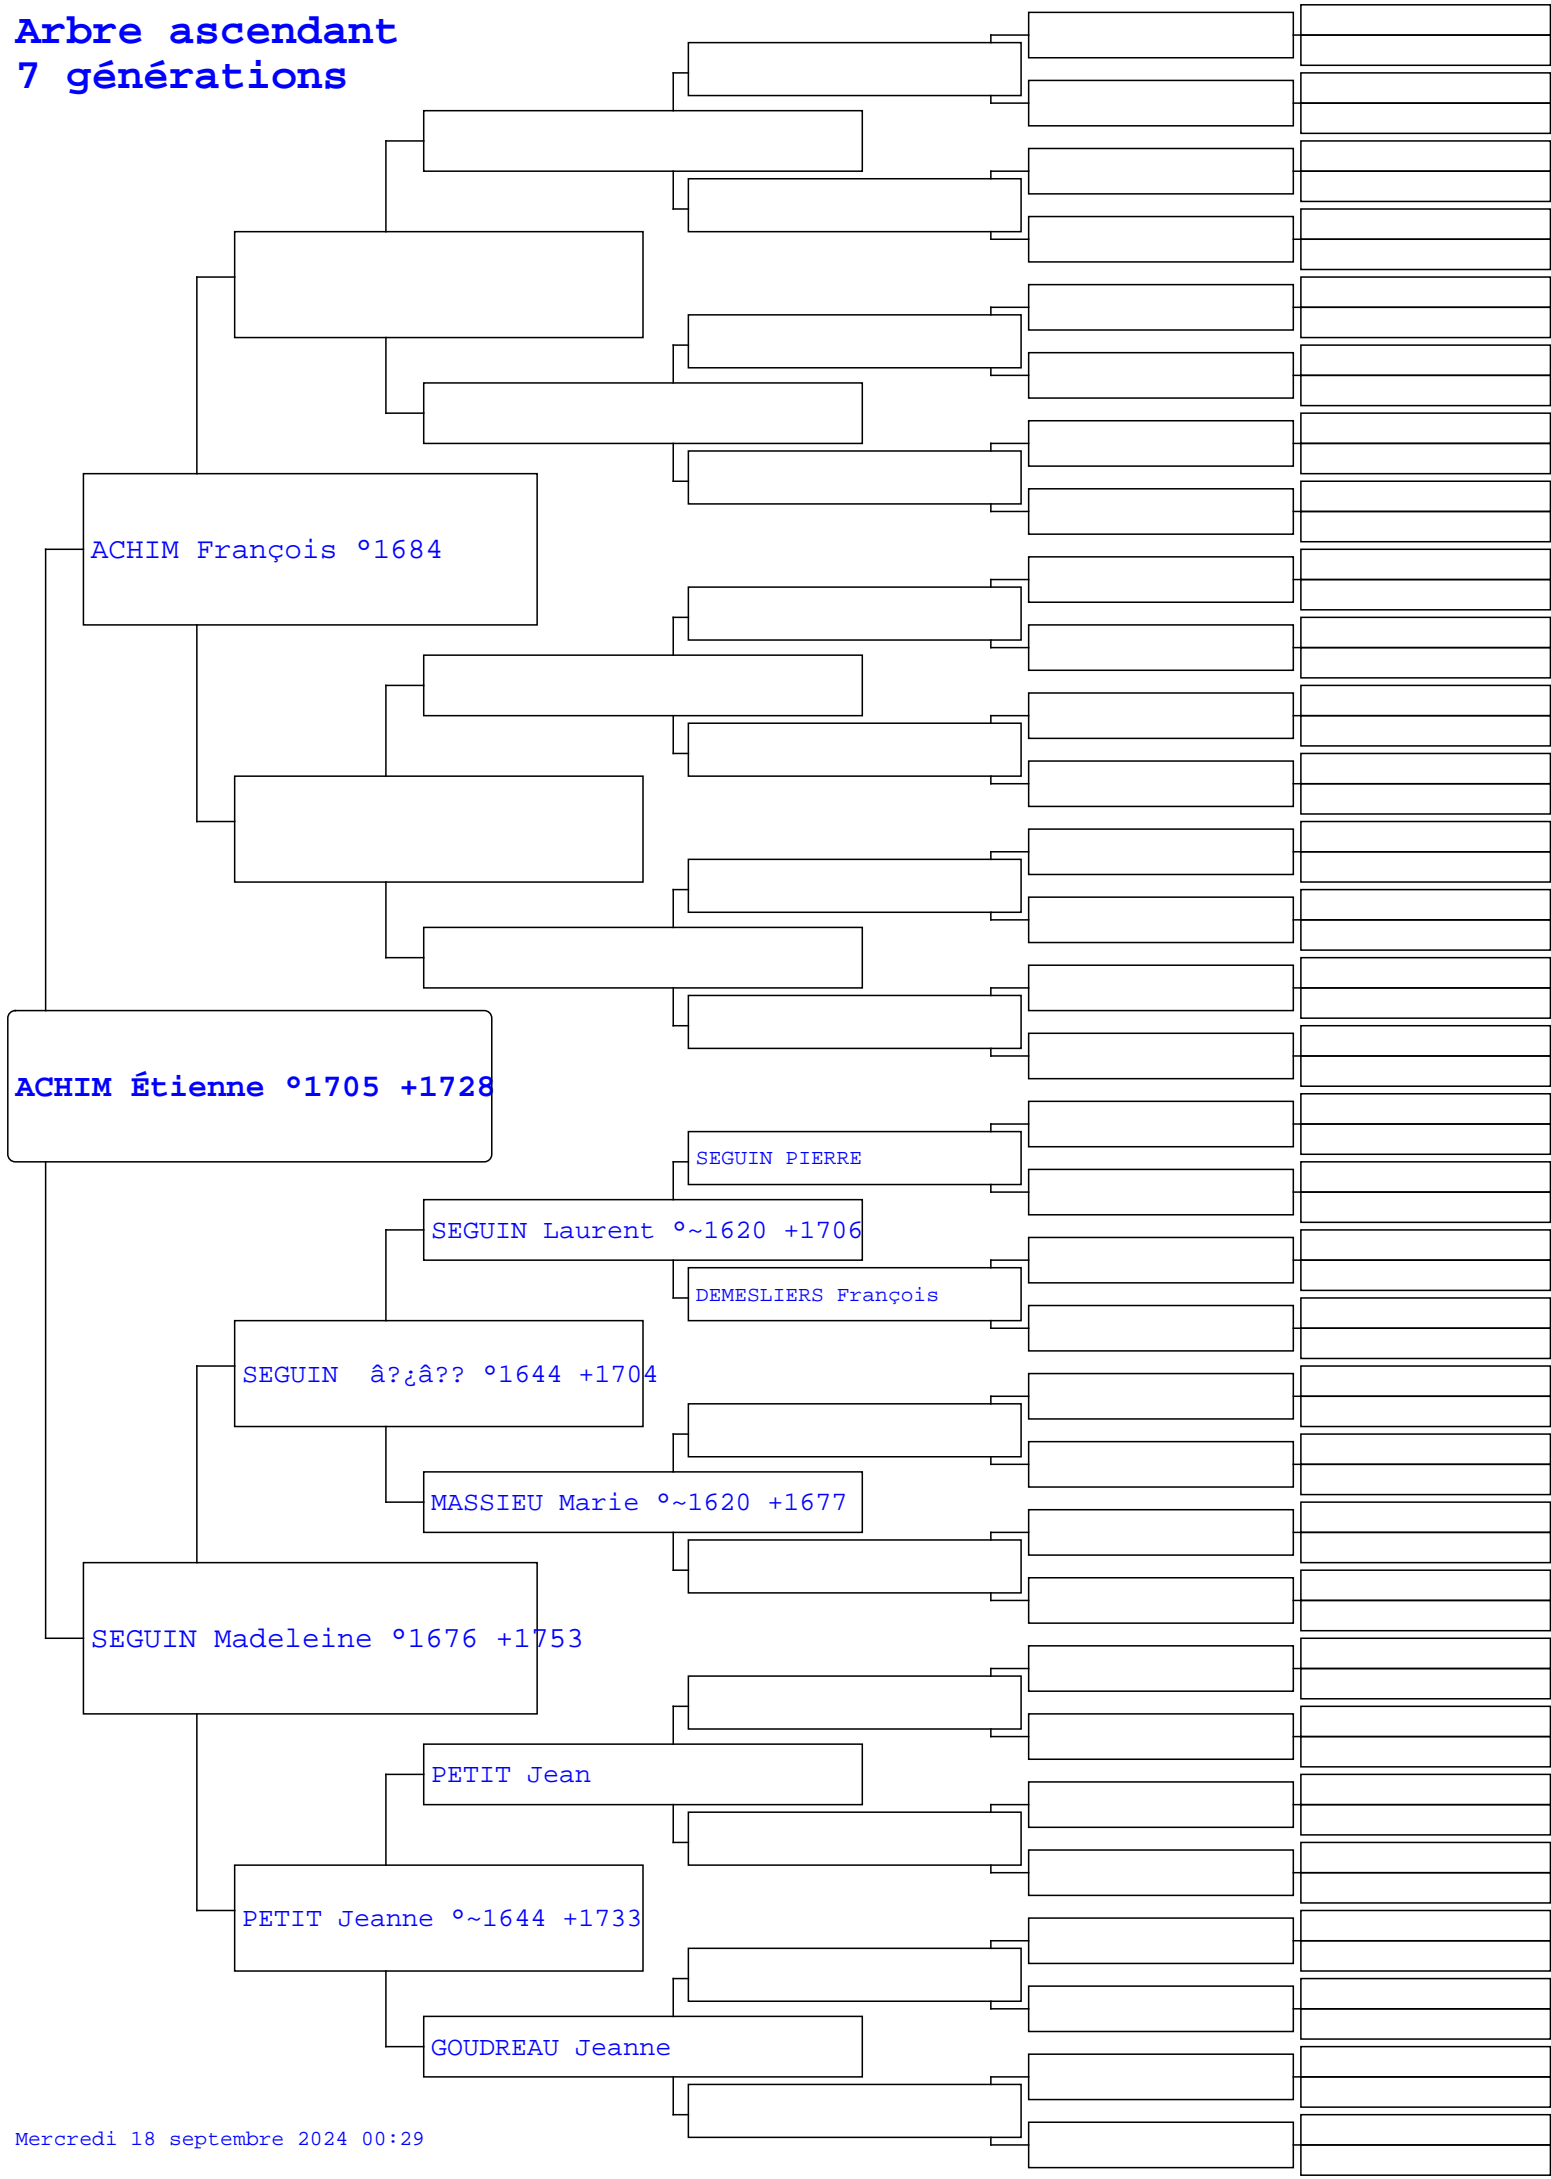 Arbre ascendant
7 générations
ACHIM François °1684
ACHIM Étienne °1705 +1728
SEGUIN PIERRE
SEGUIN Laurent °~1620 +1706
DEMESLIERS François
SEGUIN  â?¿â?? °1644 +1704
MASSIEU Marie °~1620 +1677
SEGUIN Madeleine °1676 +1753
PETIT Jean
PETIT Jeanne °~1644 +1733
GOUDREAU Jeanne
Mercredi 18 septembre 2024 00:29